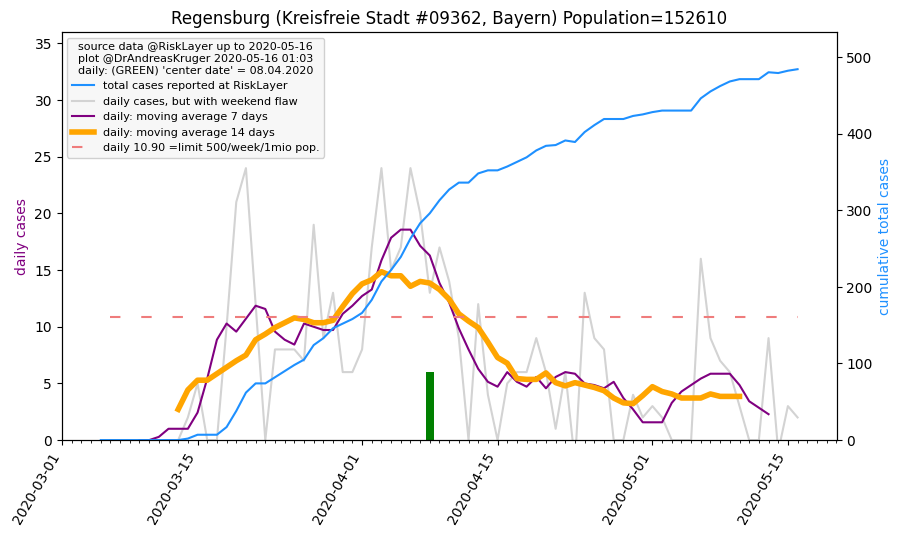 Regensburg (Kreisfreie Stadt #09362, Bayern) Population=152610
source data @RiskLayer up to 2020-05-16
plot @DrAndreasKruger 2020-05-16 01:03
daily: (GREEN) 'center date' = 08.04.2020
total cases reported at RiskLayer
daily cases, but with weekend flaw
daily: moving average 7 days
daily: moving average 14 days
daily 10.90 =limit 500/week/1mio pop.
daily cases
35
30
25
20
15
10
5
0
500
400
300
200
100
0
cumulative total cases
2020-03-01
2020-03-15
2020-04-01
2020-04-15
2020-05-01
2020-05-15